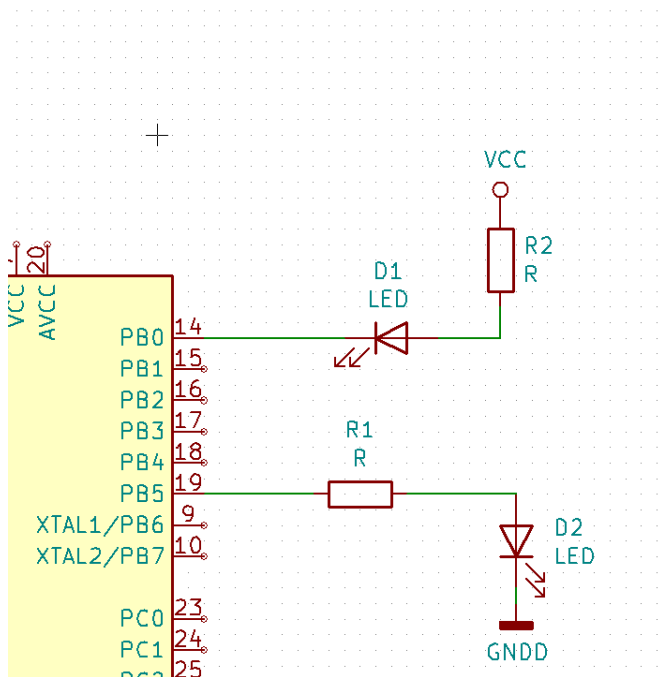 VCC
R2
R
D1
LED
20
VCC
AVCC
PB0 14
PB1 15
PB2 16
PB3 17
R1
R
PB4 18
PB5 19
XTAL1/PB6 9
D2
LED
XTAL2/PB7 10
PC0 23
PC1 24
GNDD
25